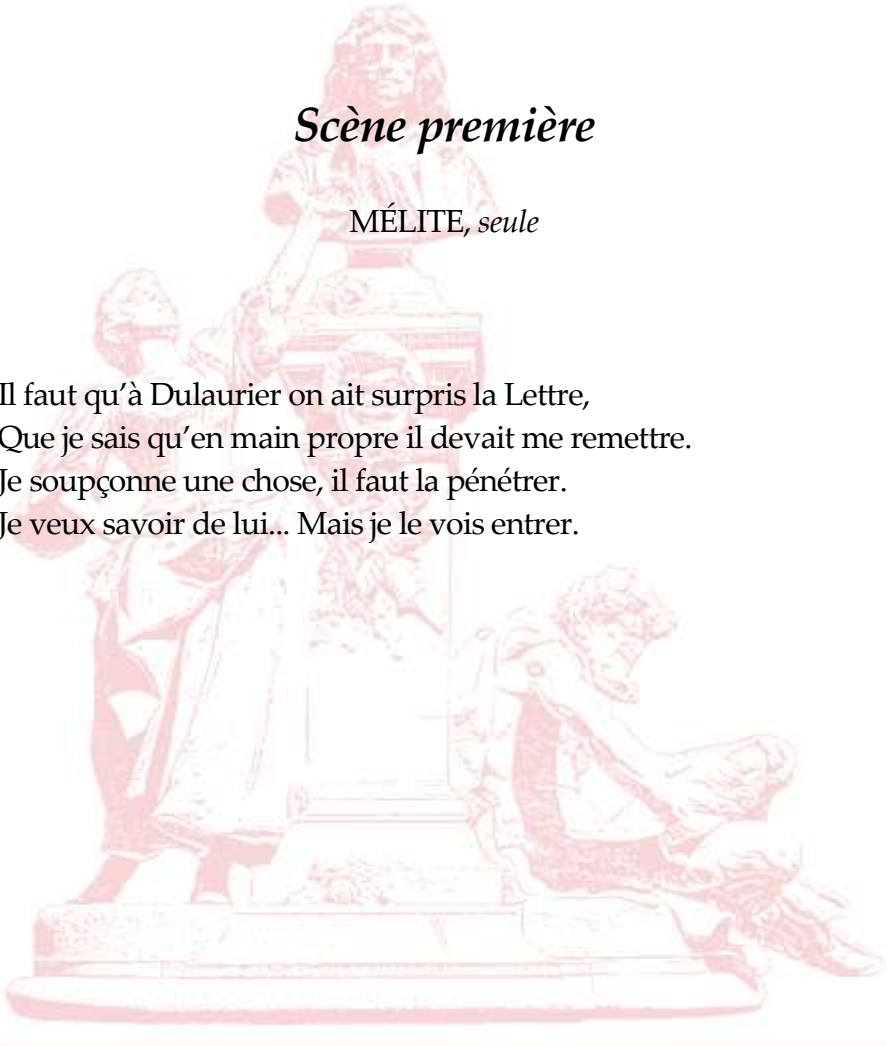 Scène première
MÉLITE, seule
Il faut qu’à Dulaurier on ait surpris la Lettre,
Que je sais qu’en main propre il devait me remettre.
Je soupçonne une chose, il faut la pénétrer.
Je veux savoir de lui... Mais je le vois entrer.